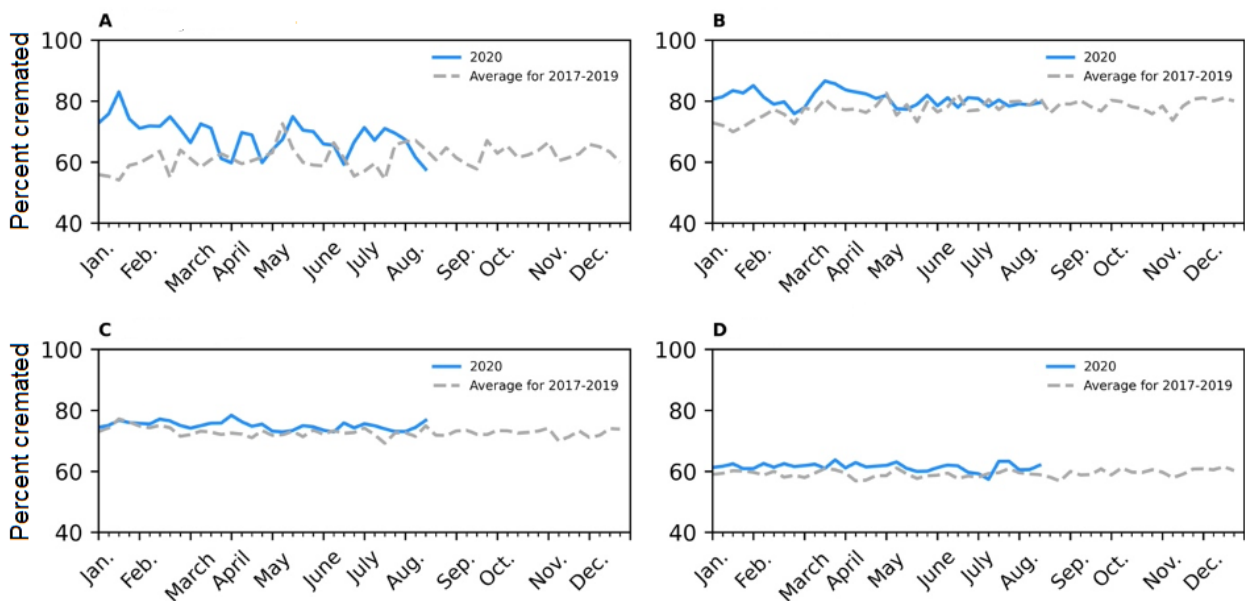 A
Percent cremated
100
80
60
40
2020
Average for 2017-2019
Jan. Feb. March April May June July Aug. Sep. Oct. Nov. Dec.
B
100
80
60
40
2020
Average for 2017-2019
Jan. Feb. March April May June July Aug. Sep. Oct. Nov. Dec.
C
Percent cremated
100
80
60
40
2020
Average for 2017-2019
Jan. Feb. March April May June July Aug. Sep. Oct. Nov. Dec.
D
100
80
60
40
2020
Average for 2017-2019
Jan. Feb. March April May June July Aug. Sep. Oct. Nov. Dec.